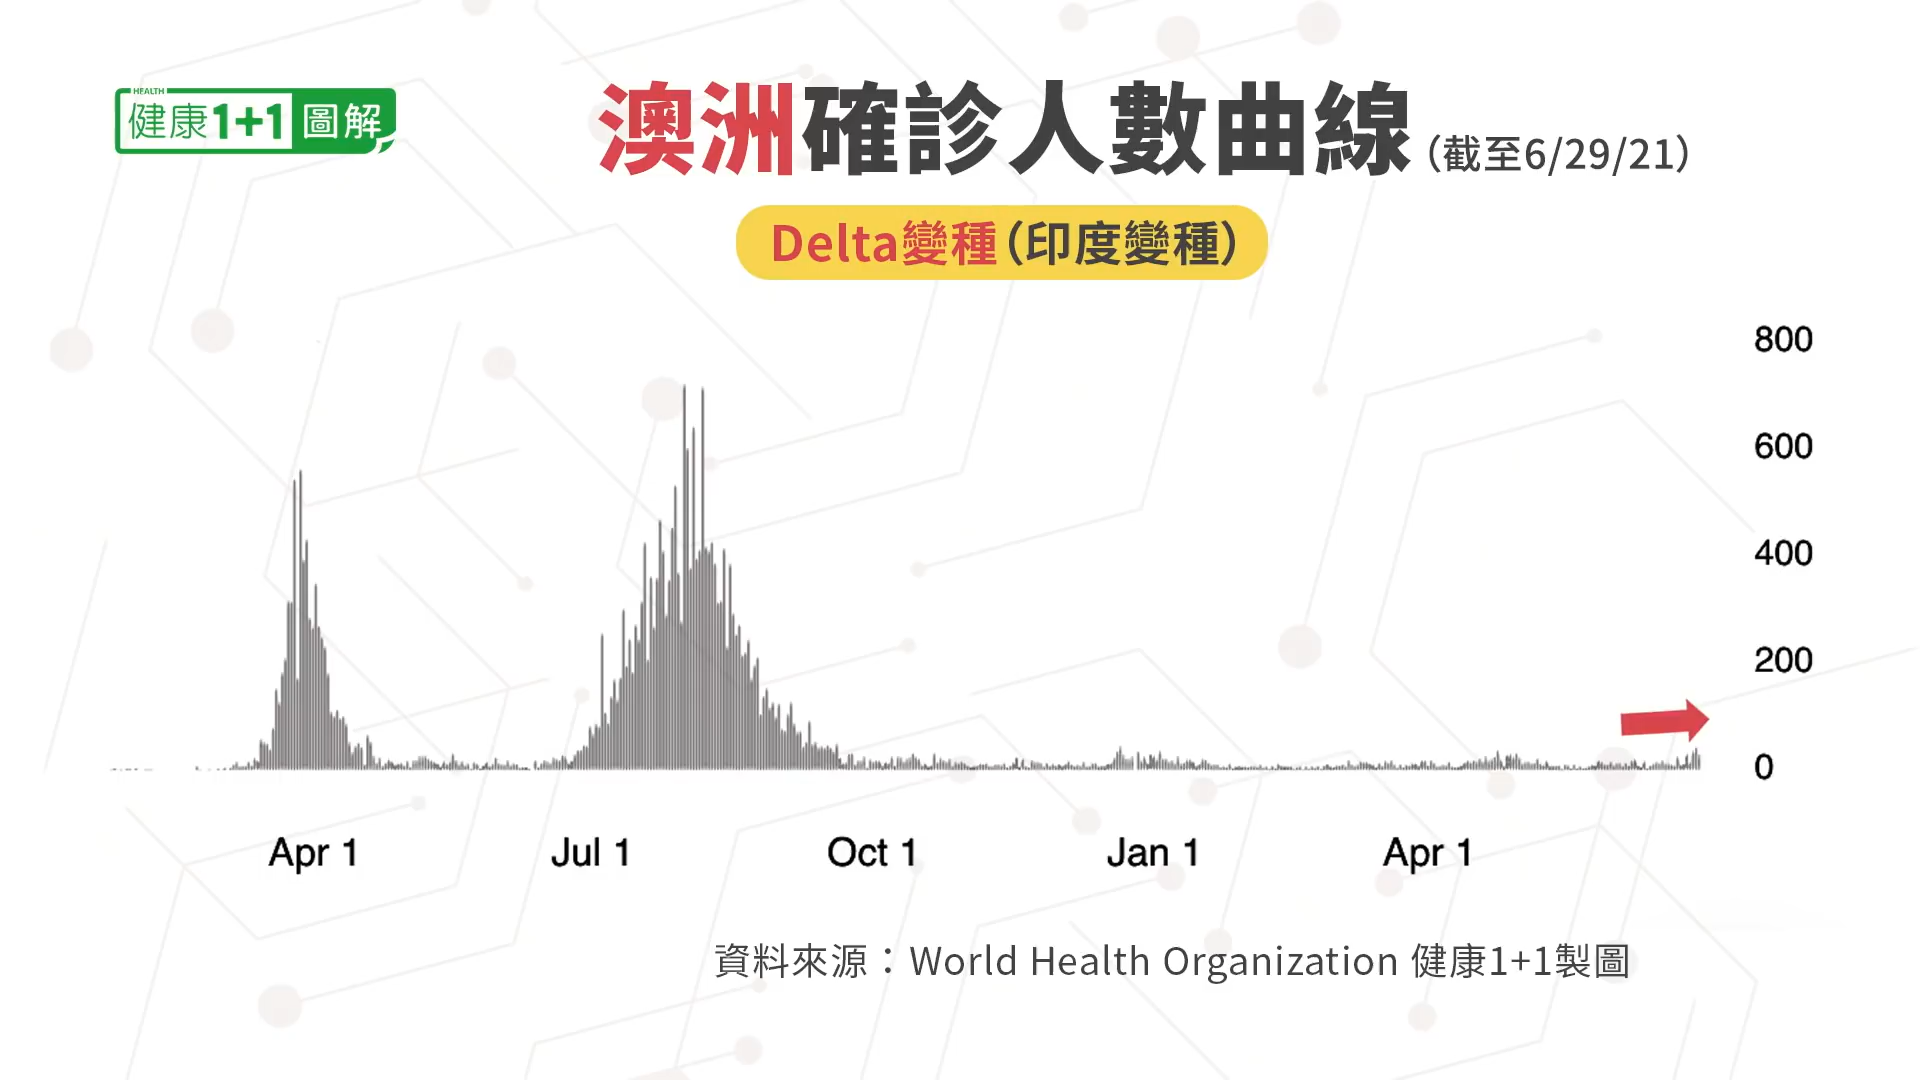 HEALTH
健康1+1 圖解
澳洲確診人數曲線（截至6/29/21）
Delta變種（印度變種）
800
600
400
200
0
Apr 1 Jul 1 Oct 1 Jan 1 Apr 1
資料來源：World Health Organization 健康1+1製圖